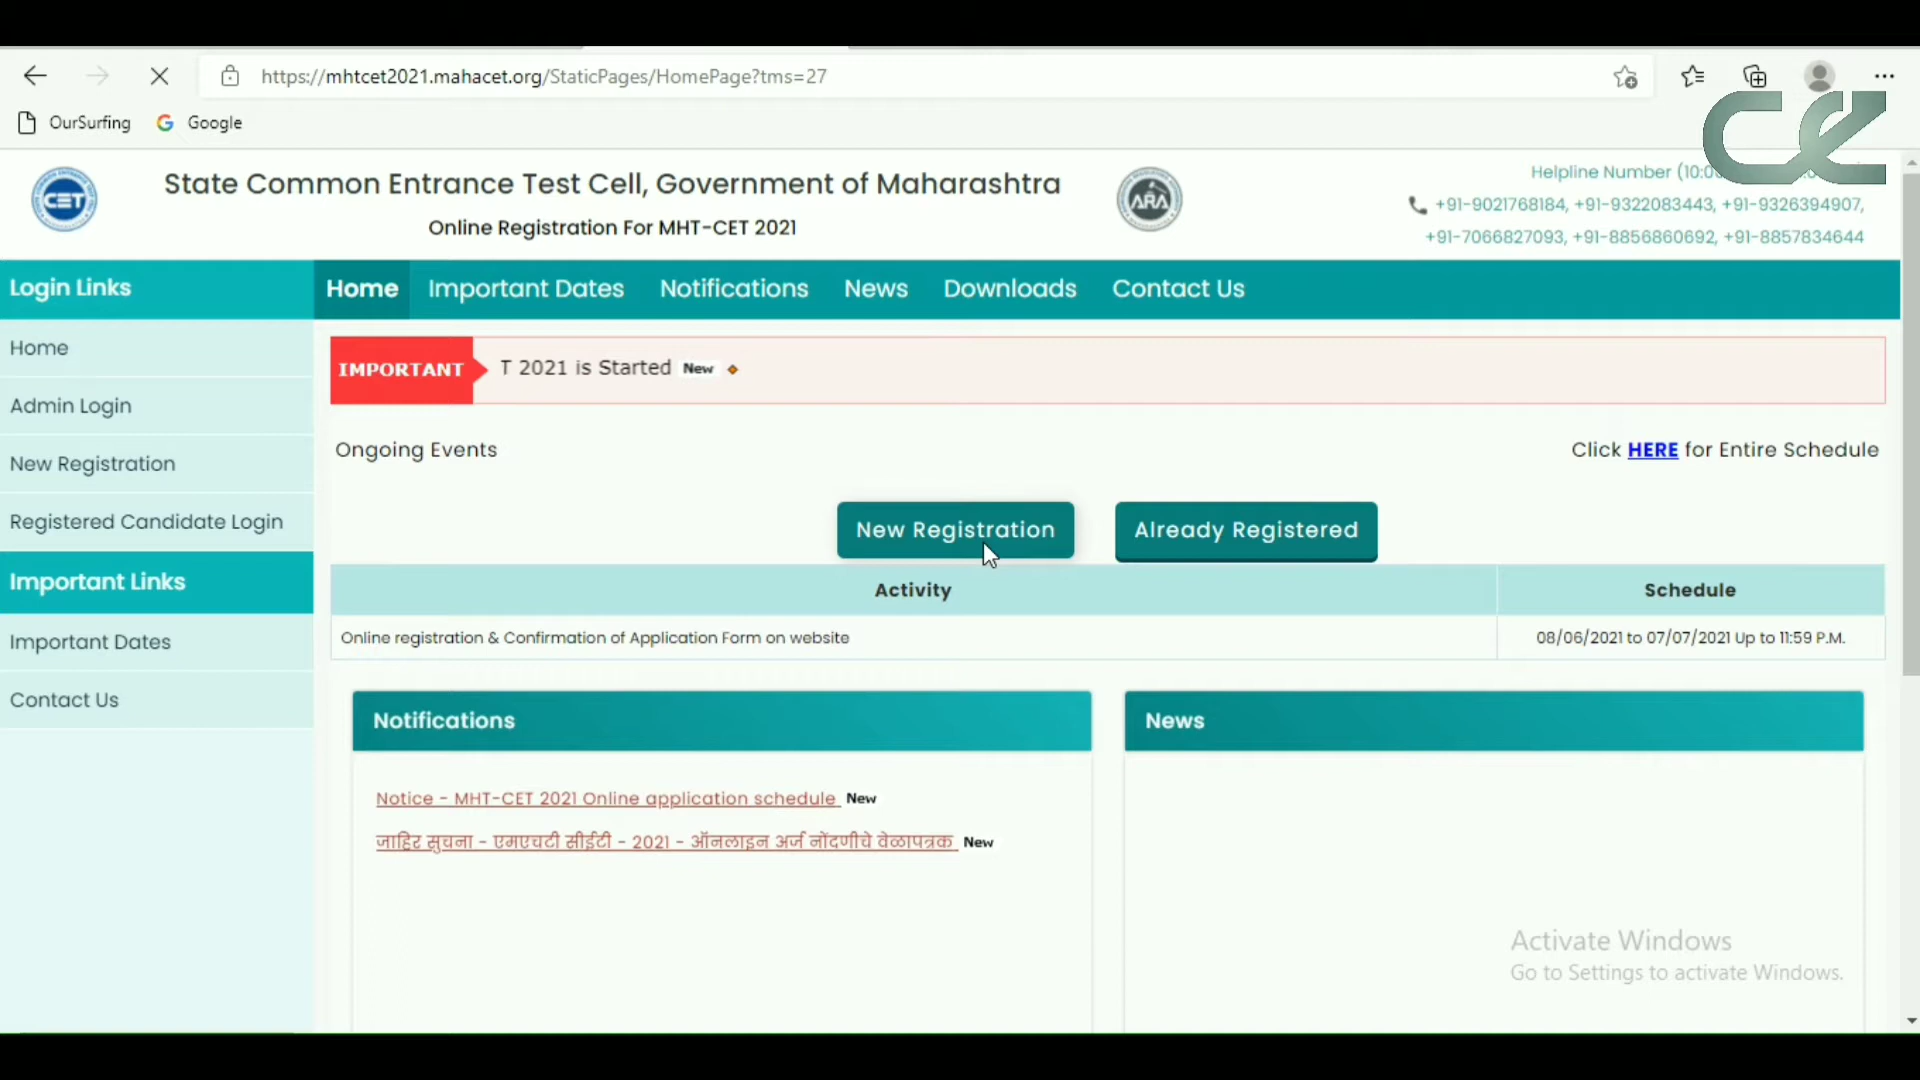 https://mhtcet2021.mahacet.org/StaticPages/HomePage?tms=27
OurSurfing Google
State Common Entrance Test Cell, Government of Maharashtra
Online Registration For MHT-CET 2021
CET
ARA
Helpline Number (10:0
+91-9021768184, +91-9322083443, +91-9326394907,
+91-7066827093, +91-8856860692, +91-8857834644
ce
Login Links
Home Important Dates Notifications News Downloads Contact Us
Home
Admin Login
New Registration
Registered Candidate Login
Important Links
Important Dates
Contact Us
IMPORTANT T 2021 is Started New
Ongoing Events Click HERE for Entire Schedule
New Registration Already Registered
Activity Schedule
Online registration & Confirmation of Application Form on website 08/06/2021 to 07/07/2021 Up to 11:59 P.M.
Notifications
Notice - MHT-CET 2021 Online application schedule New
जाहिर सुचना - एमएचटी सीईटी - 2021 - ऑनलाइन अर्ज नोंदणीचे वेळापत्रक New
News
Activate Windows
Go to Settings to activate Windows.